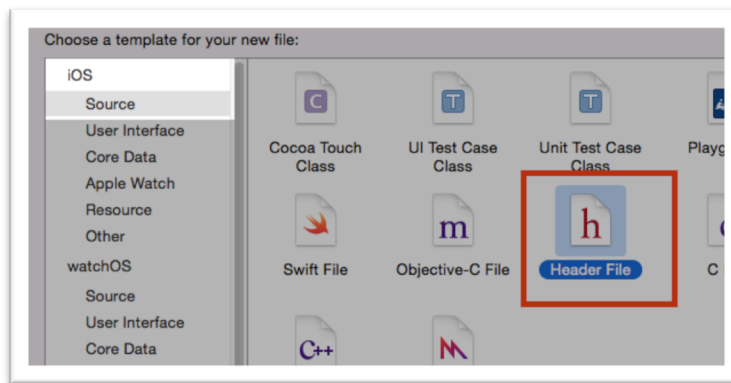 Choose a template for your new file:
iOS
Source
User Interface
Core Data
Apple Watch
Resource
Other
watchOS
Source
User Interface
Core Data
C
Cocoa Touch
Class
T
UI Test Case
Class
T
Unit Test Case
Class
Playg
Swift File
m
Objective-C File
h
Header File
C
C++